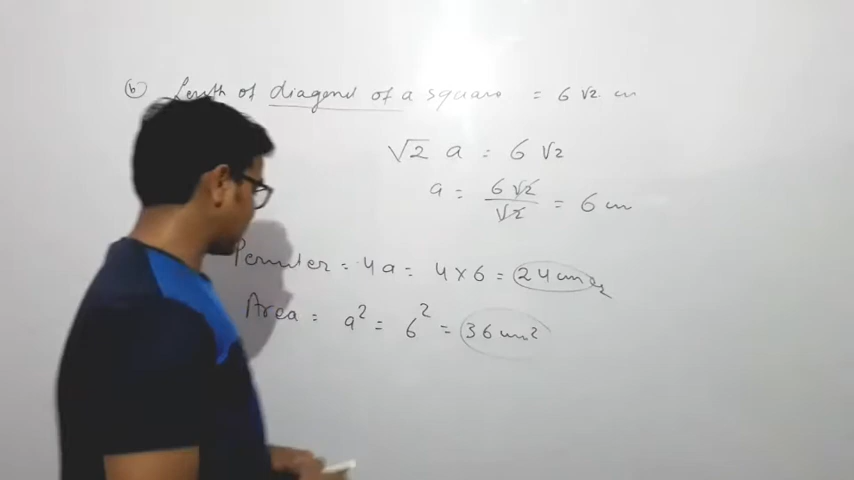 (b) Length of diagonal of a square = 6 √2 cm
√2 a = 6 √2
a = 6 √2 / √2 = 6 cm
Perimeter = 4a = 4 × 6 = 24 cm
Area = a² = 6² = 36 cm²